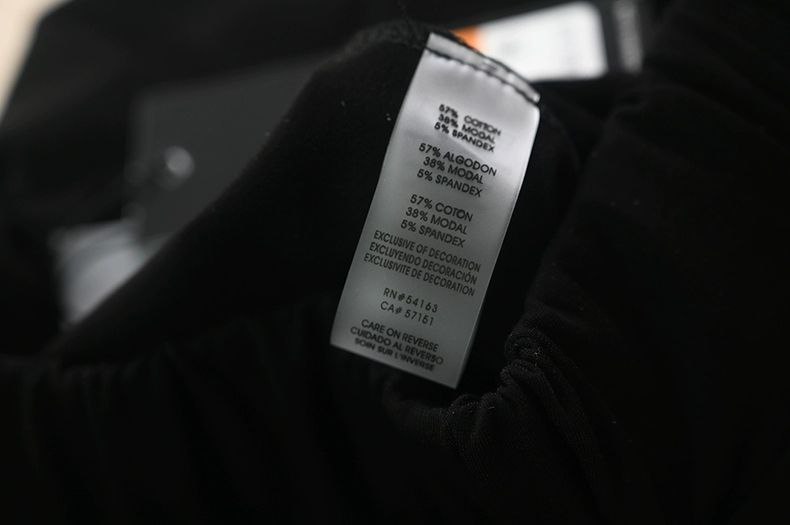 57% COTTON
38% MODAL
5% SPANDEX
57% ALGODON
38% MODAL
5% SPANDEX
57% COTON
38% MODAL
5% SPANDEX
EXCLUSIVE OF DECORATION
EXCLUYENDO DECORACIÓN
EXCLUSIVITE DE DECORATION
RN#54163
CA# 57151
CARE ON REVERSE
CUIDADO AL REVERSO
SOIN SUR L'INVERSE